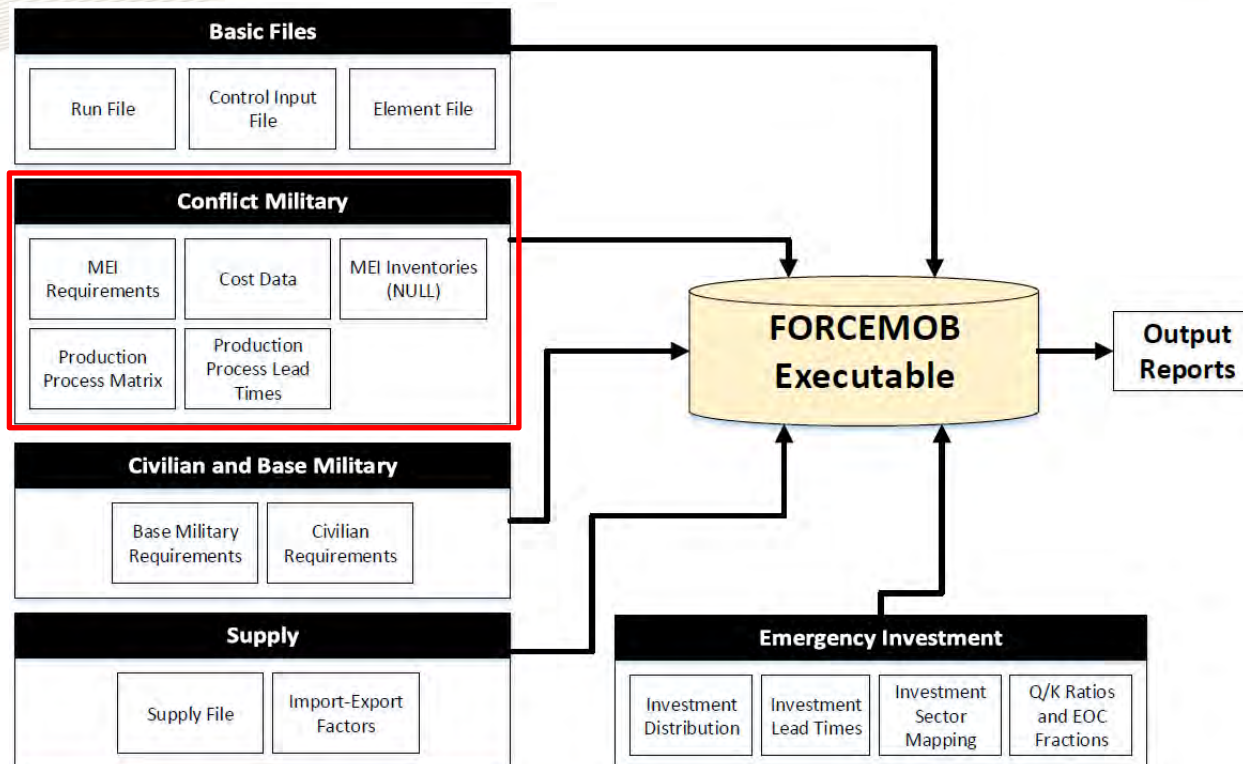 Basic Files
Run File
Control Input
File
Element File
Conflict Military
MEI
Requirements
Cost Data
MEI Inventories
(NULL)
Production
Process Matrix
Production
Process Lead
Times
FORCEMOB
Executable
Output
Reports
Civilian and Base Military
Base Military
Requirements
Civilian
Requirements
Supply
Supply File
Import-Export
Factors
Emergency Investment
Investment
Distribution
Investment
Lead Times
Investment
Sector
Mapping
Q/K Ratios
and EOC
Fractions